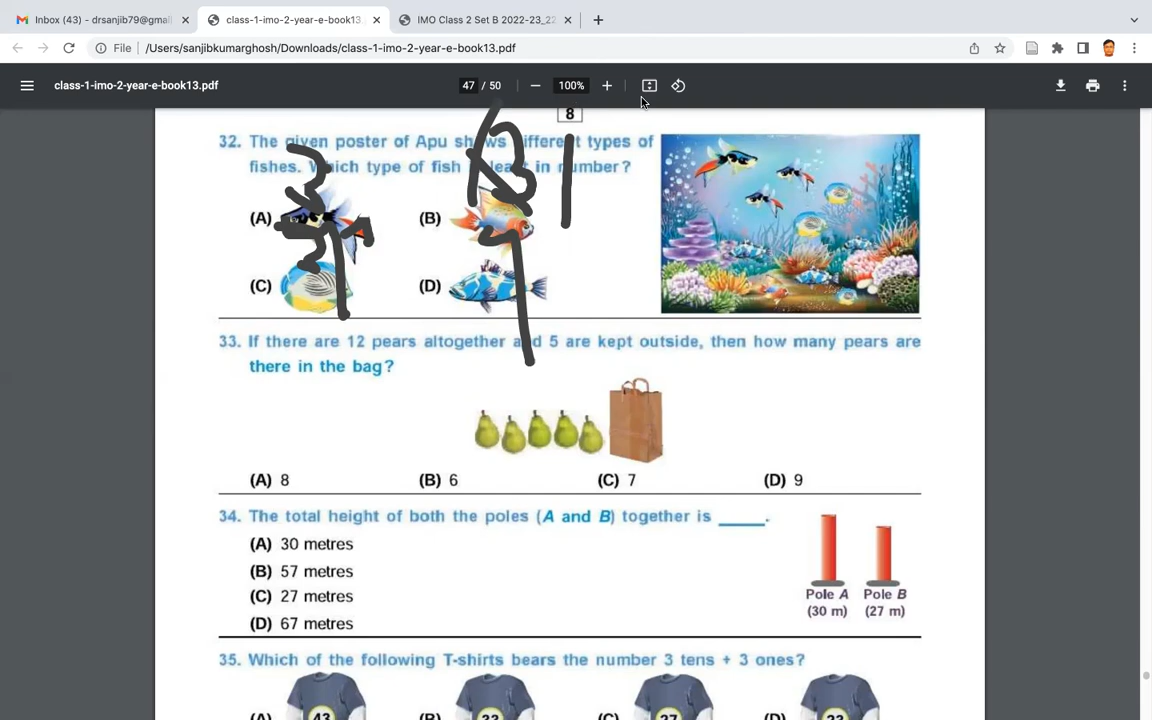 Inbox (43) - drsanjib79@gmai
class-1-imo-2-year-e-book13.
IMO Class 2 Set B 2022-23_22
File
/Users/sanjibkumarghosh/Downloads/class-1-imo-2-year-e-book13.pdf
class-1-imo-2-year-e-book13.pdf
47 / 50
100%
8
32. The given poster of Apu shows different types of
fishes. Which type of fish is least in number?
(A)
(B)
(C)
(D)
33. If there are 12 pears altogether and 5 are kept outside, then how many pears are
there in the bag?
(A) 8
(B) 6
(C) 7
(D) 9
34. The total height of both the poles (A and B) together is _____.
(A) 30 metres
(B) 57 metres
(C) 27 metres
(D) 67 metres
Pole A
(30 m)
Pole B
(27 m)
35. Which of the following T-shirts bears the number 3 tens + 3 ones?
(A) 43
(B) 33
(C) 27
(D) 23